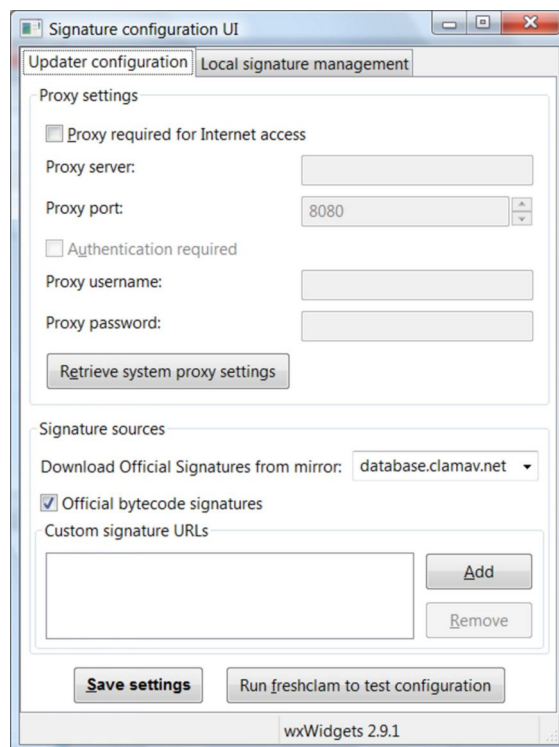 Signature configuration UI
Updater configuration Local signature management
Proxy settings
Proxy required for Internet access
Proxy server:
Proxy port: 8080
Authentication required
Proxy username:
Proxy password:
Retrieve system proxy settings
Signature sources
Download Official Signatures from mirror: database.clamav.net
Official bytecode signatures
Custom signature URLs
Add
Remove
Save settings Run freshclam to test configuration
wxWidgets 2.9.1